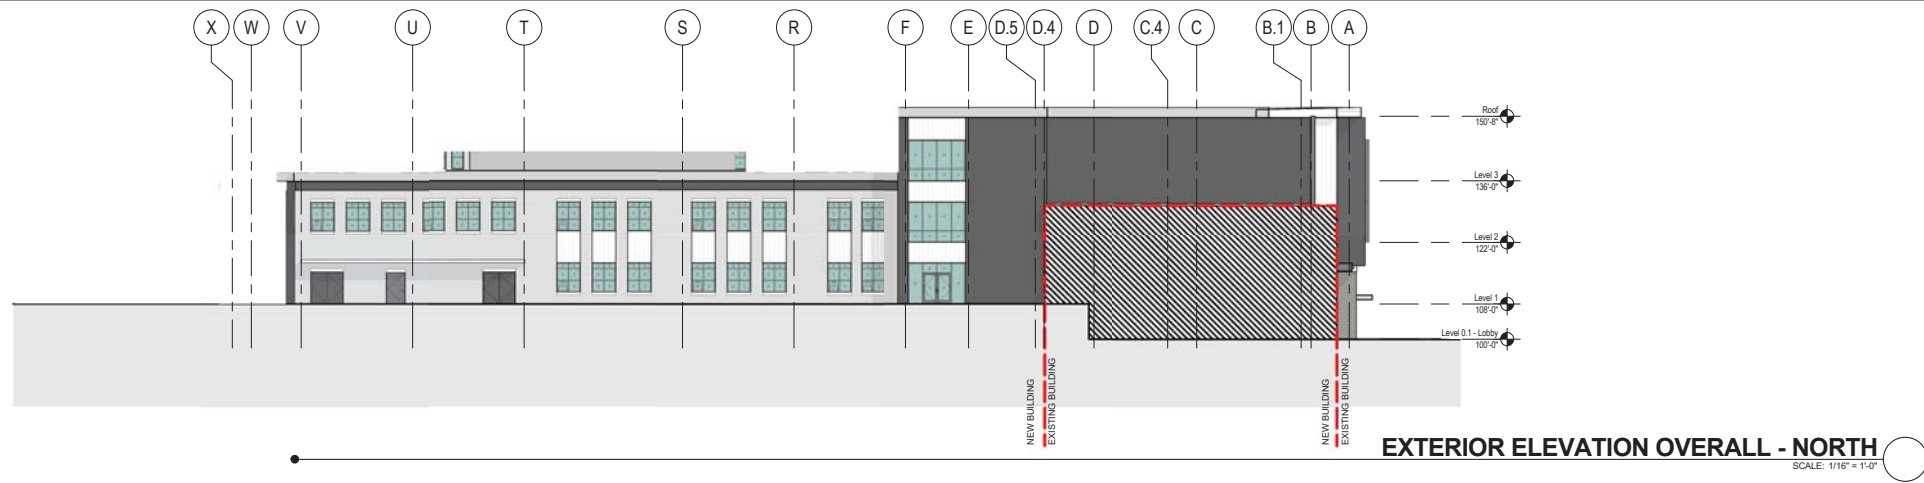 X W V U T S R F E D.5 D.4 D C.4 C B.1 B A
Roof
150'-8"
Level 3
136'-0"
Level 2
122'-0"
Level 1
108'-0"
Level 0.1 - Lobby
100'-0"
NEW BUILDING
EXISTING BUILDING
NEW BUILDING
EXISTING BUILDING
EXTERIOR ELEVATION OVERALL - NORTH
SCALE: 1/16" = 1'-0"